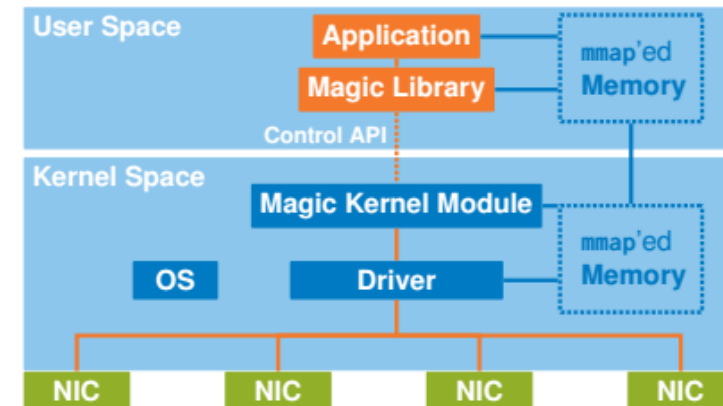 User Space
Application
mmap'ed
Memory
Magic Library
Control API
Kernel Space
Magic Kernel Module
mmap'ed
Memory
OS
Driver
NIC
NIC
NIC
NIC